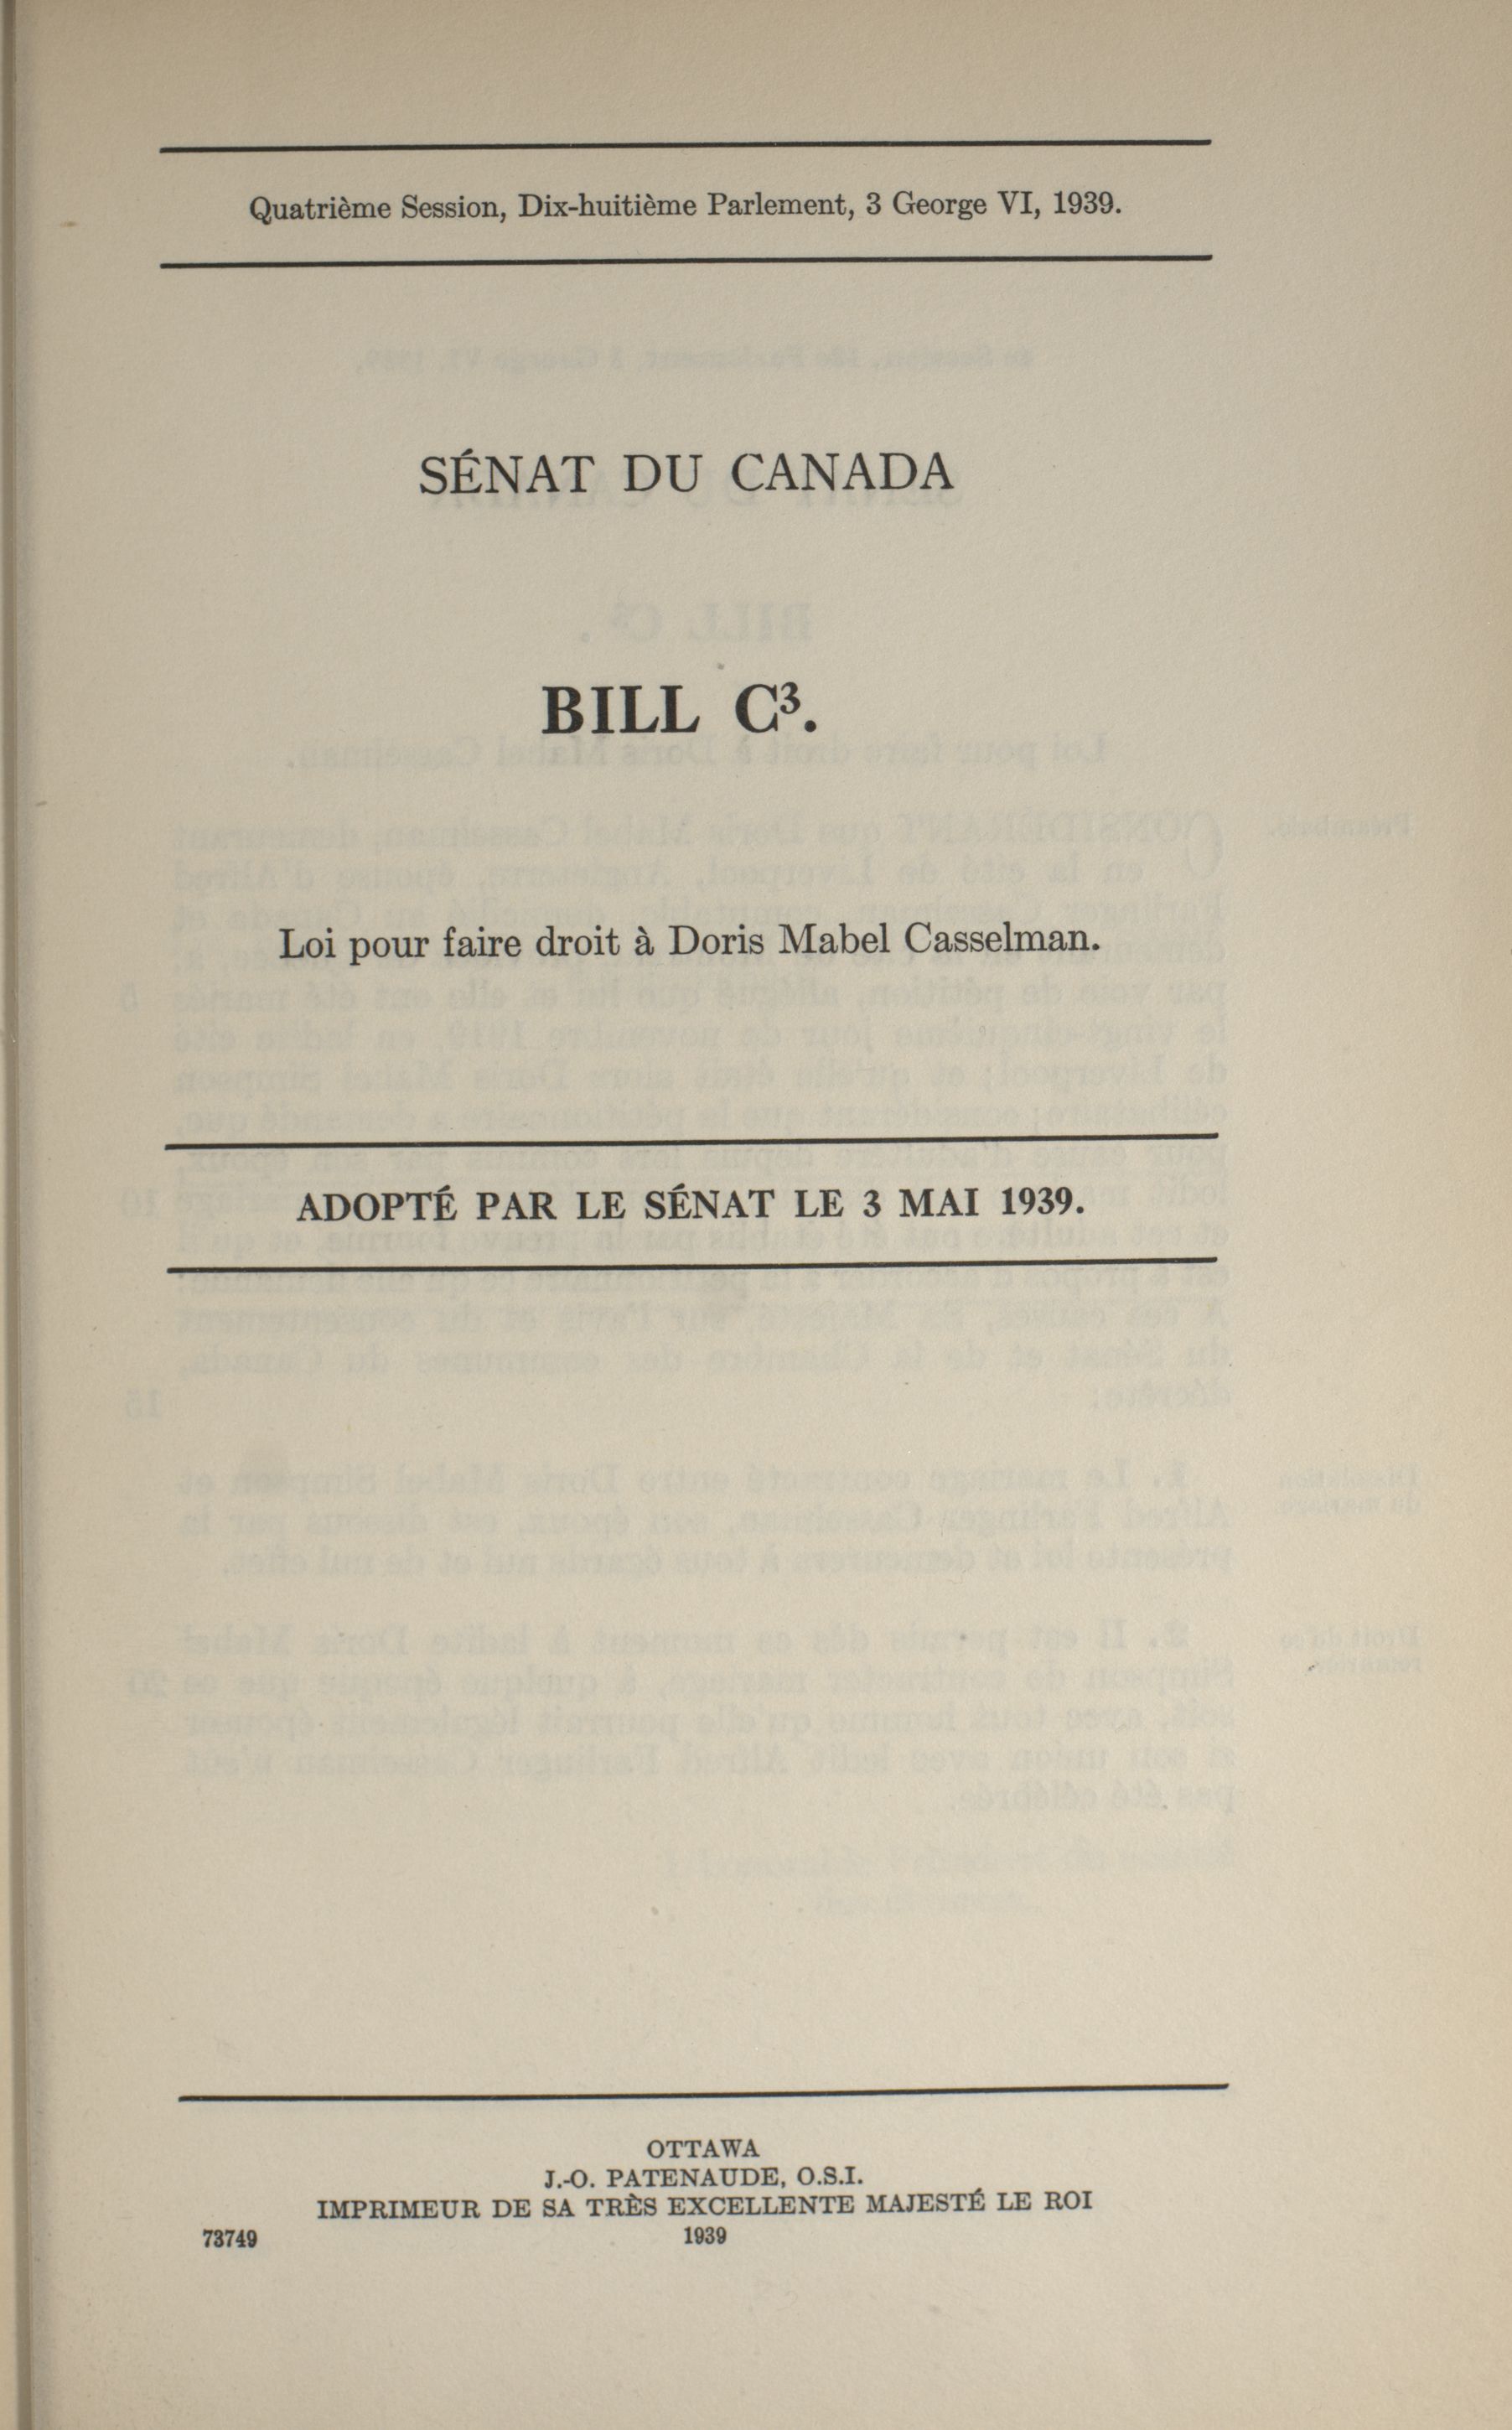 Quatrième Session, Dix-huitième Parlement, 3 George VI, 1939.
SÉNAT DU CANADA
BILL C³.
Loi pour faire droit à Doris Mabel Casselman.
ADOPTÉ PAR LE SÉNAT LE 3 MAI 1939.
OTTAWA
J.-O. PATENAUDE, O.S.I.
IMPRIMEUR DE SA TRÈS EXCELLENTE MAJESTÉ LE ROI
73749 1939